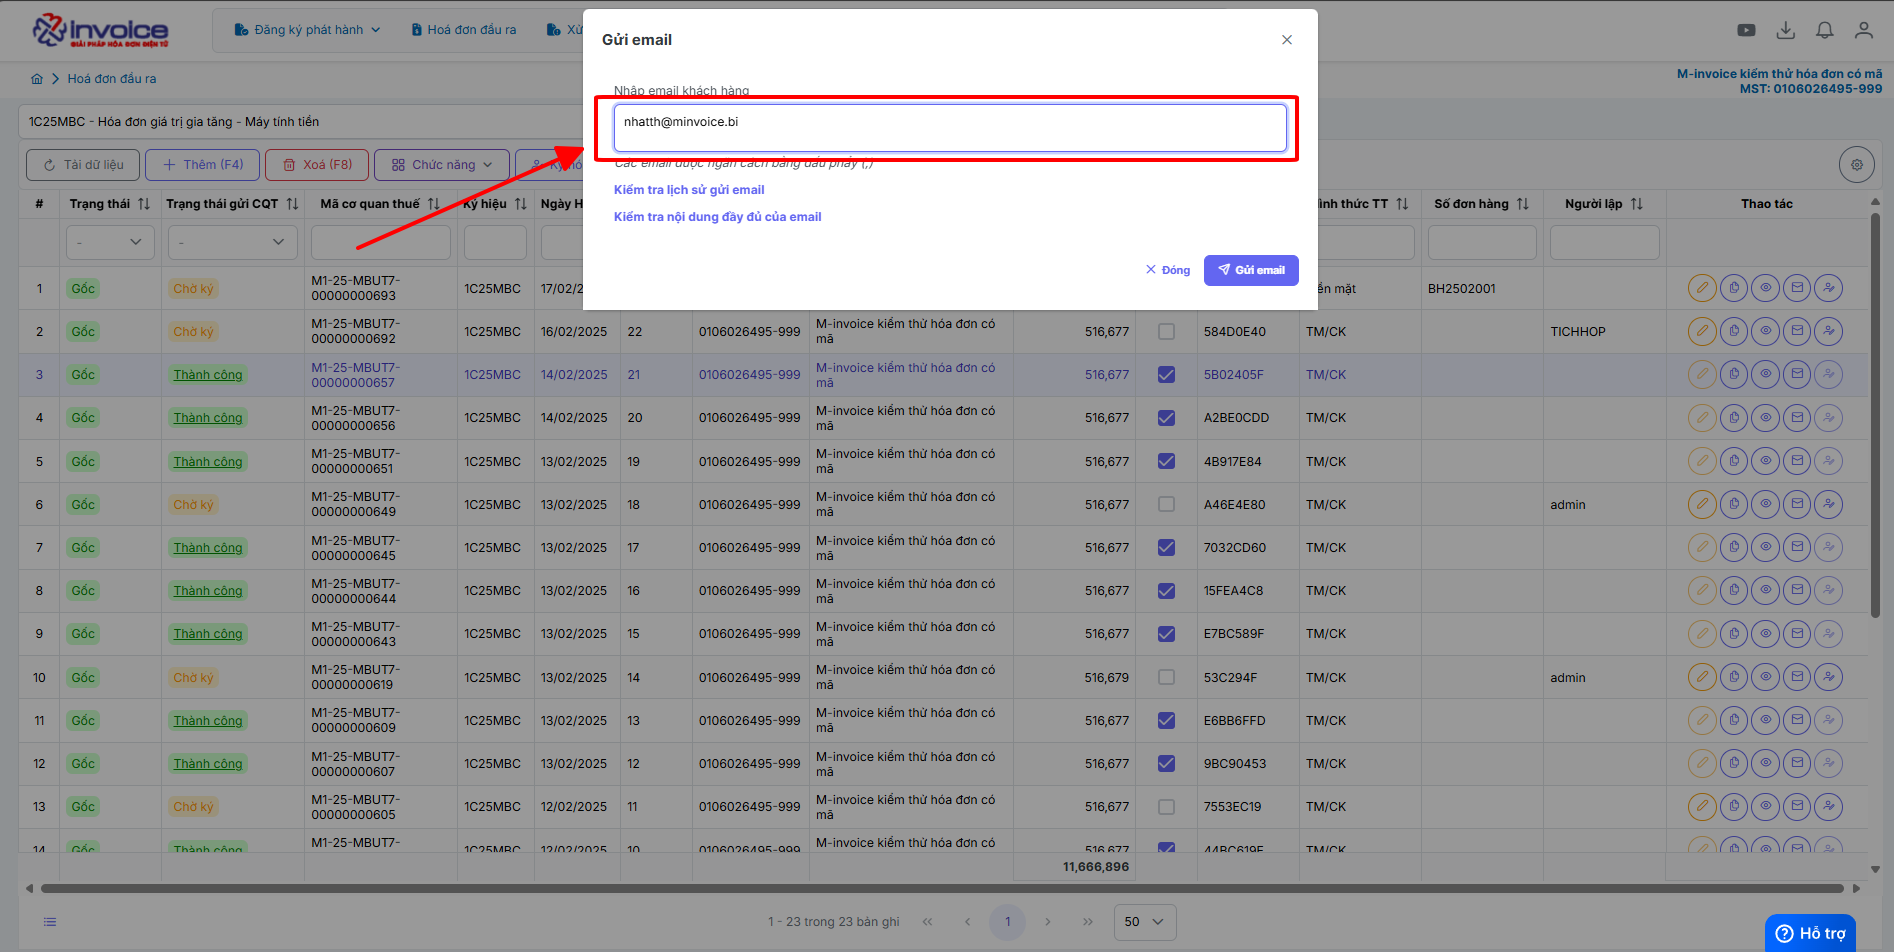 invoice
GIẢI PHÁP HÓA ĐƠN ĐIỆN TỬ
Đăng ký phát hành
Hoá đơn đầu ra
Hoá đơn đầu ra
M-invoice kiểm thử hóa đơn có mã
MST: 0106026495-999
1C25MBC - Hóa đơn giá trị gia tăng - Máy tính tiền
Tải dữ liệu
Thêm (F4)
Xoá (F8)
Chức năng
Gửi email
Nhập email khách hàng
nhatth@minvoice.bi
Các email được ngăn cách bằng dấu phẩy (,)
Kiểm tra lịch sử gửi email
Kiểm tra nội dung đầy đủ của email
Đóng
Gửi email
# Trạng thái Trạng thái gửi CQT Mã cơ quan thuế Ký hiệu Ngày Số đơn hàng Người lập Thao tác
- -
1 Gốc Chờ ký M1-25-MBUT7-00000000693 1C25MBC 17/02/2 BH2502001
2 Gốc Chờ ký M1-25-MBUT7-00000000692 1C25MBC 16/02/2025 22 0106026495-999 M-invoice kiểm thử hóa đơn có mã 516,677 584D0E40 TM/CK TICHHOP
3 Gốc Thành công M1-25-MBUT7-00000000657 1C25MBC 14/02/2025 21 0106026495-999 M-invoice kiểm thử hóa đơn có mã 516,677 5B02405F TM/CK
4 Gốc Thành công M1-25-MBUT7-00000000656 1C25MBC 14/02/2025 20 0106026495-999 M-invoice kiểm thử hóa đơn có mã 516,677 A2BE0CDD TM/CK
5 Gốc Thành công M1-25-MBUT7-00000000651 1C25MBC 13/02/2025 19 0106026495-999 M-invoice kiểm thử hóa đơn có mã 516,677 4B917E84 TM/CK
6 Gốc Chờ ký M1-25-MBUT7-00000000649 1C25MBC 13/02/2025 18 0106026495-999 M-invoice kiểm thử hóa đơn có mã 516,677 A46E4E80 TM/CK admin
7 Gốc Thành công M1-25-MBUT7-00000000645 1C25MBC 13/02/2025 17 0106026495-999 M-invoice kiểm thử hóa đơn có mã 516,677 7032CD60 TM/CK
8 Gốc Thành công M1-25-MBUT7-00000000644 1C25MBC 13/02/2025 16 0106026495-999 M-invoice kiểm thử hóa đơn có mã 516,677 15FEA4C8 TM/CK
9 Gốc Thành công M1-25-MBUT7-00000000643 1C25MBC 13/02/2025 15 0106026495-999 M-invoice kiểm thử hóa đơn có mã 516,677 E7BC589F TM/CK
10 Gốc Chờ ký M1-25-MBUT7-00000000619 1C25MBC 13/02/2025 14 0106026495-999 M-invoice kiểm thử hóa đơn có mã 516,679 53C294F TM/CK admin
11 Gốc Thành công M1-25-MBUT7-00000000609 1C25MBC 13/02/2025 13 0106026495-999 M-invoice kiểm thử hóa đơn có mã 516,677 E6BB6FFD TM/CK
12 Gốc Thành công M1-25-MBUT7-00000000607 1C25MBC 13/02/2025 12 0106026495-999 M-invoice kiểm thử hóa đơn có mã 516,677 9BC90453 TM/CK
13 Gốc Chờ ký M1-25-MBUT7-00000000605 1C25MBC 12/02/2025 11 0106026495-999 M-invoice kiểm thử hóa đơn có mã 516,677 7553EC19 TM/CK
14 Gốc Thành công M1-25-MBUT7- 1C25MBC 12/02/2025 10 0106026495-999 M-invoice kiểm thử hóa đơn có 516,677 44BC619F TM/CK
11,666,896
1 - 23 trong 23 bản ghi
1
50
Hỗ trợ